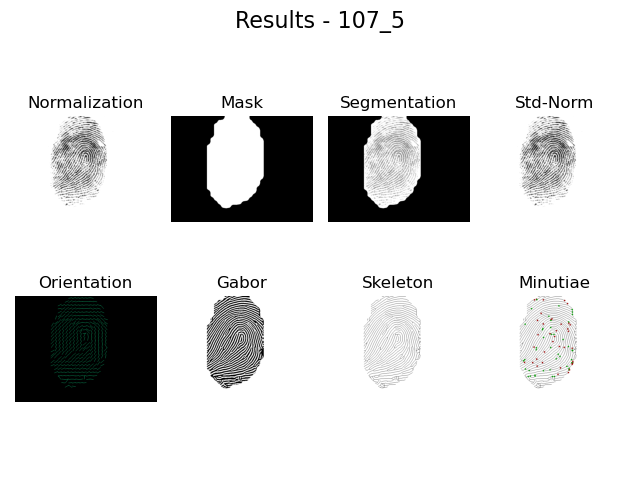 Results - 107_5
Normalization
Mask
Segmentation
Std-Norm
Orientation
Gabor
Skeleton
Minutiae